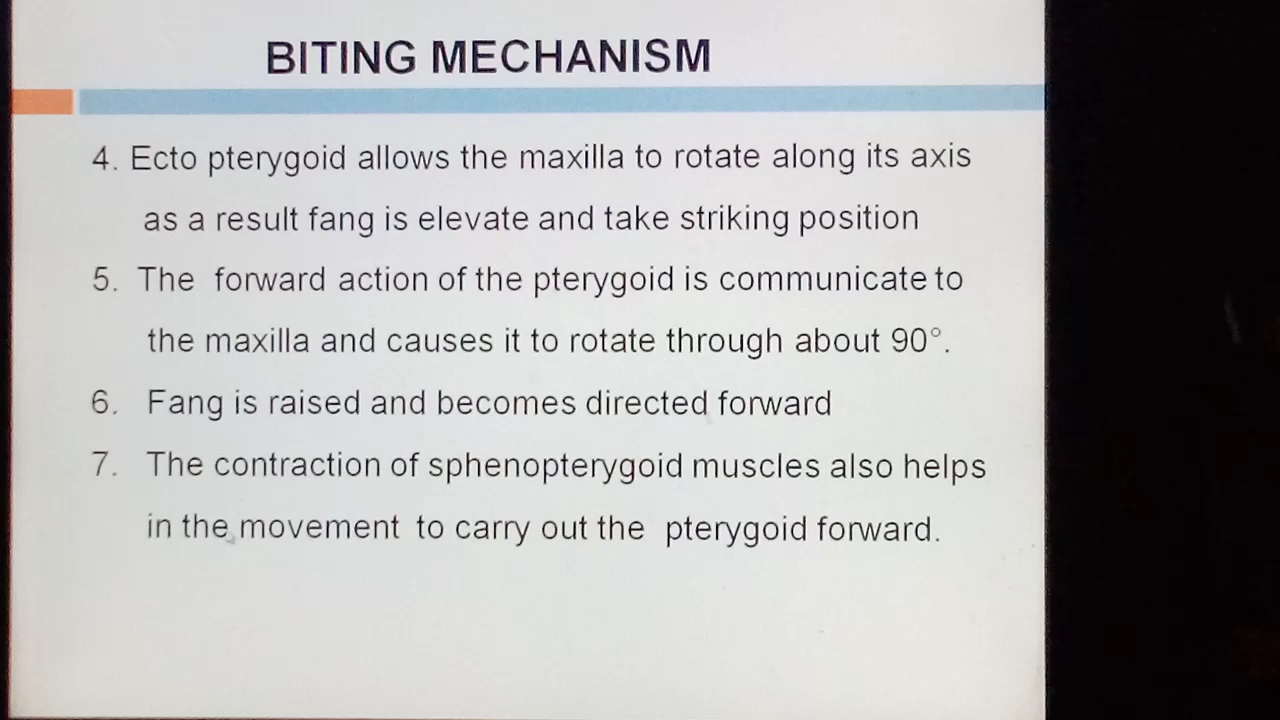 BITING MECHANISM
4. Ecto pterygoid allows the maxilla to rotate along its axis
as a result fang is elevate and take striking position
5. The forward action of the pterygoid is communicate to
the maxilla and causes it to rotate through about 90°.
6. Fang is raised and becomes directed forward
7. The contraction of sphenopterygoid muscles also helps
in the movement to carry out the pterygoid forward.